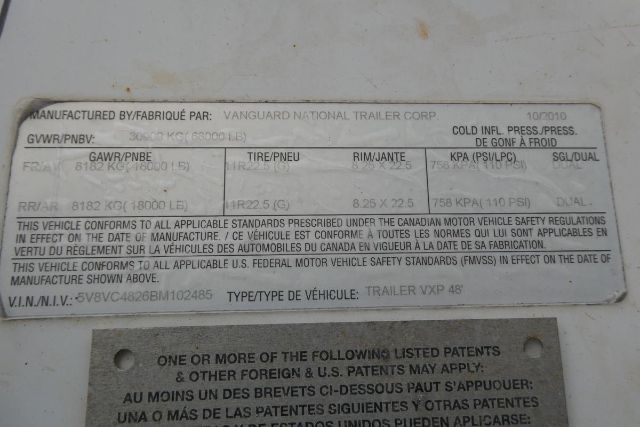 MANUFACTURED BY/FABRIQUÉ PAR: VANGUARD NATIONAL TRAILER CORP. 10/2010
GVWR/PNBV: 30900 KG( 68000 LB) COLD INFL. PRESS./PRESS. DE GONF À FROID
GAWR/PNBE TIRE/PNEU RIM/JANTE KPA (PSI/LPC) SGL/DUAL
FR/AV 8182 KG( 18000 LB) 11R22.5 (G) 8.25 X 22.5 758 KPA( 110 PSI) DUAL
RR/AR 8182 KG( 18000 LB) 11R22.5 (G) 8.25 X 22.5 758 KPA( 110 PSI) DUAL
THIS VEHICLE CONFORMS TO ALL APPLICABLE STANDARDS PRESCRIBED UNDER THE CANADIAN MOTOR VEHICLE SAFETY REGULATIONS
IN EFFECT ON THE DATE OF MANUFACTURE. / CE VÉHICULE EST CONFORME À TOUTES LES NORMES QUI LUI SONT APPLICABLES EN
VERTU DU RÈGLEMENT SUR LA SÉCURITÉ DES VÉHICULES AUTOMOBILES DU CANADA EN VIGUEUR À LA DATE DE SA FABRICATION.
THIS VEHICLE CONFORMS TO ALL APPLICABLE U.S. FEDERAL MOTOR VEHICLE SAFETY STANDARDS (FMVSS) IN EFFECT ON THE DATE OF
MANUFACTURE SHOWN ABOVE.
V.I.N./N.I.V.: 5V8VC4826BM102485 TYPE/TYPE DE VÉHICULE: TRAILER VXP 48'
ONE OR MORE OF THE FOLLOWING LISTED PATENTS
& OTHER FOREIGN & U.S. PATENTS MAY APPLY:
AU MOINS UN DES BREVETS CI-DESSOUS PAUT S'APPUQUER:
UNA O MÁS DE LAS PATENTES SIGUIENTES Y OTRAS PATENTES
DE ESTADOS UNIDOS PUEDEN APLICARSE: